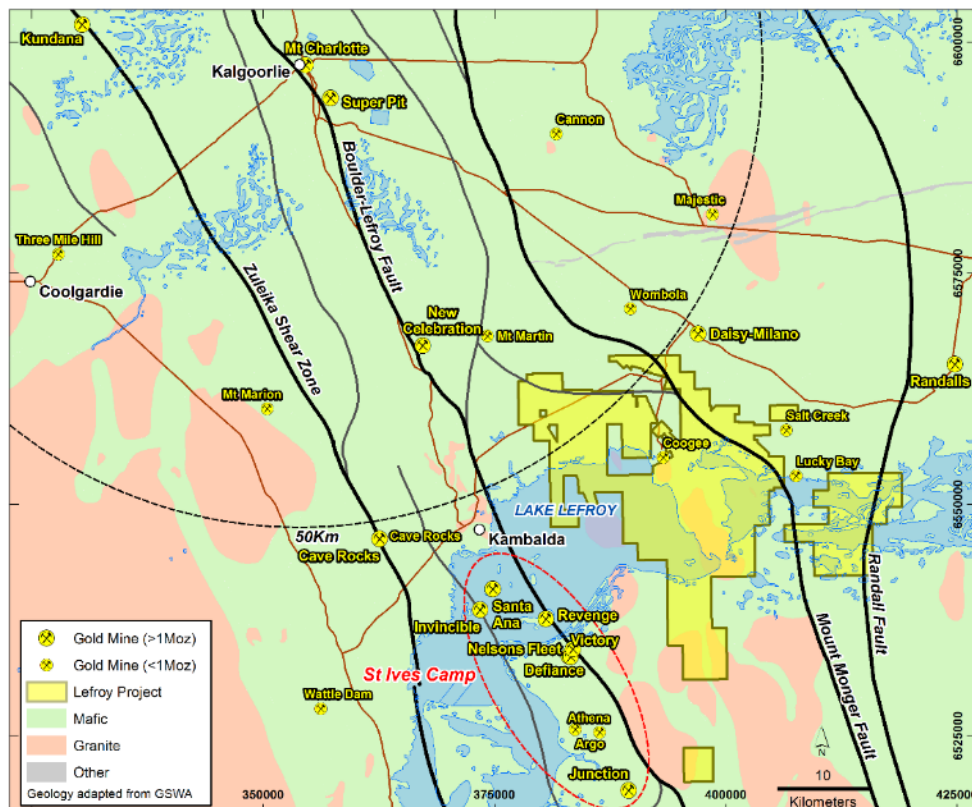 Kundana
Mt Charlotte
Kalgoorlie
Super Pit
Cannon
6600000
Boulder-Lefroy Fault
Majestic
Three Mile Hill
Coolgardie
Zuleika Shear Zone
6575000
Wombola
New
Celebration
Mt Martin
Daisy-Milano
Randalls
Mt Marion
Salt Creek
Coogee
Lucky Bay
LAKE LEFROY
6550000
50Km
Kambalda
Cave Rocks
Cave Rocks
Randall Fault
Santa
Ana
Invincible
Revenge
Victory
Nelsons Fleet
Defiance
St Ives Camp
Mount Monger Fault
Wattle Dam
Athena
Argo
6525000
Junction
N
10
Kilometers
Gold Mine (>1Moz)
Gold Mine (<1Moz)
Lefroy Project
Mafic
Granite
Other
Geology adapted from GSWA
350000
375000
400000
425000